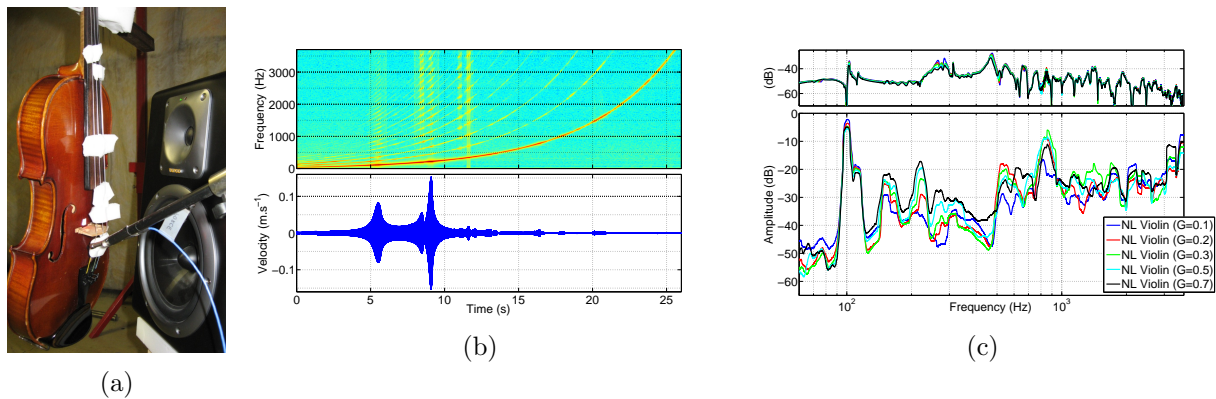 3000
2000
1000
0
Frequency (Hz)
0.1
0
−0.1
Velocity (m.s⁻¹)
0 5 10 15 20 25
Time (s)
−40
−60
(dB)
0
−10
−20
−30
−40
−50
−60
Amplitude (dB)
10² 10³
Frequency (Hz)
NL Violin (G=0.1)
NL Violin (G=0.2)
NL Violin (G=0.3)
NL Violin (G=0.5)
NL Violin (G=0.7)
(a)
(b)
(c)